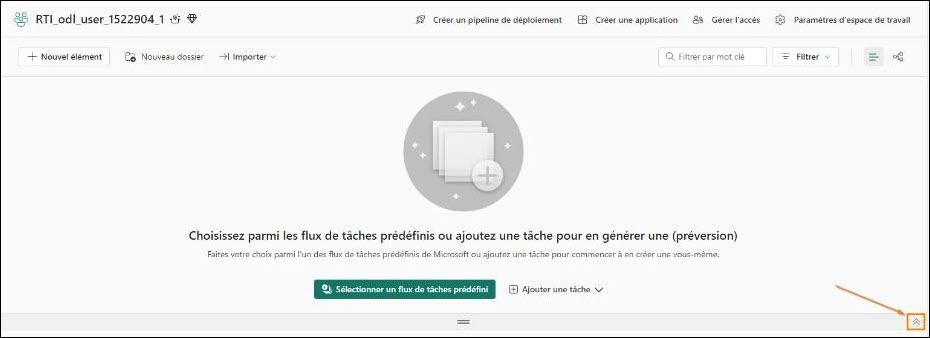 RTI_odl_user_1522904_1
Créer un pipeline de déploiement
Créer une application
Gérer l'accès
Paramètres d'espace de travail
Nouvel élément
Nouveau dossier
Importer
Filtrer par mot clé
Filtrer
Choisissez parmi les flux de tâches prédéfinis ou ajoutez une tâche pour en générer une (préversion)
Faites votre choix parmi l'un des flux de tâches prédéfinis de Microsoft ou ajoutez une tâche pour commencer à en créer une vous-même.
Sélectionner un flux de tâches prédéfini
Ajouter une tâche